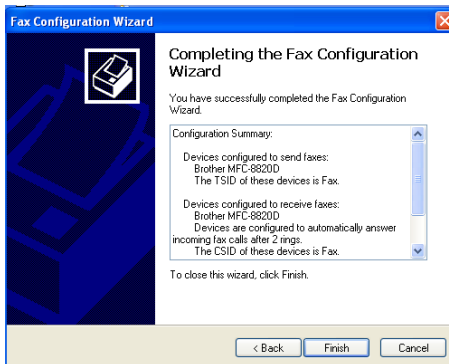 Fax Configuration Wizard
Completing the Fax Configuration
Wizard
You have successfully completed the Fax Configuration
Wizard.
Configuration Summary:
Devices configured to send faxes:
Brother MFC-8820D
The TSID of these devices is Fax.
Devices configured to receive faxes:
Brother MFC-8820D
Devices are configured to automatically answer
incoming fax calls after 2 rings.
The CSID of these devices is Fax.
To close this wizard, click Finish.
< Back Finish Cancel